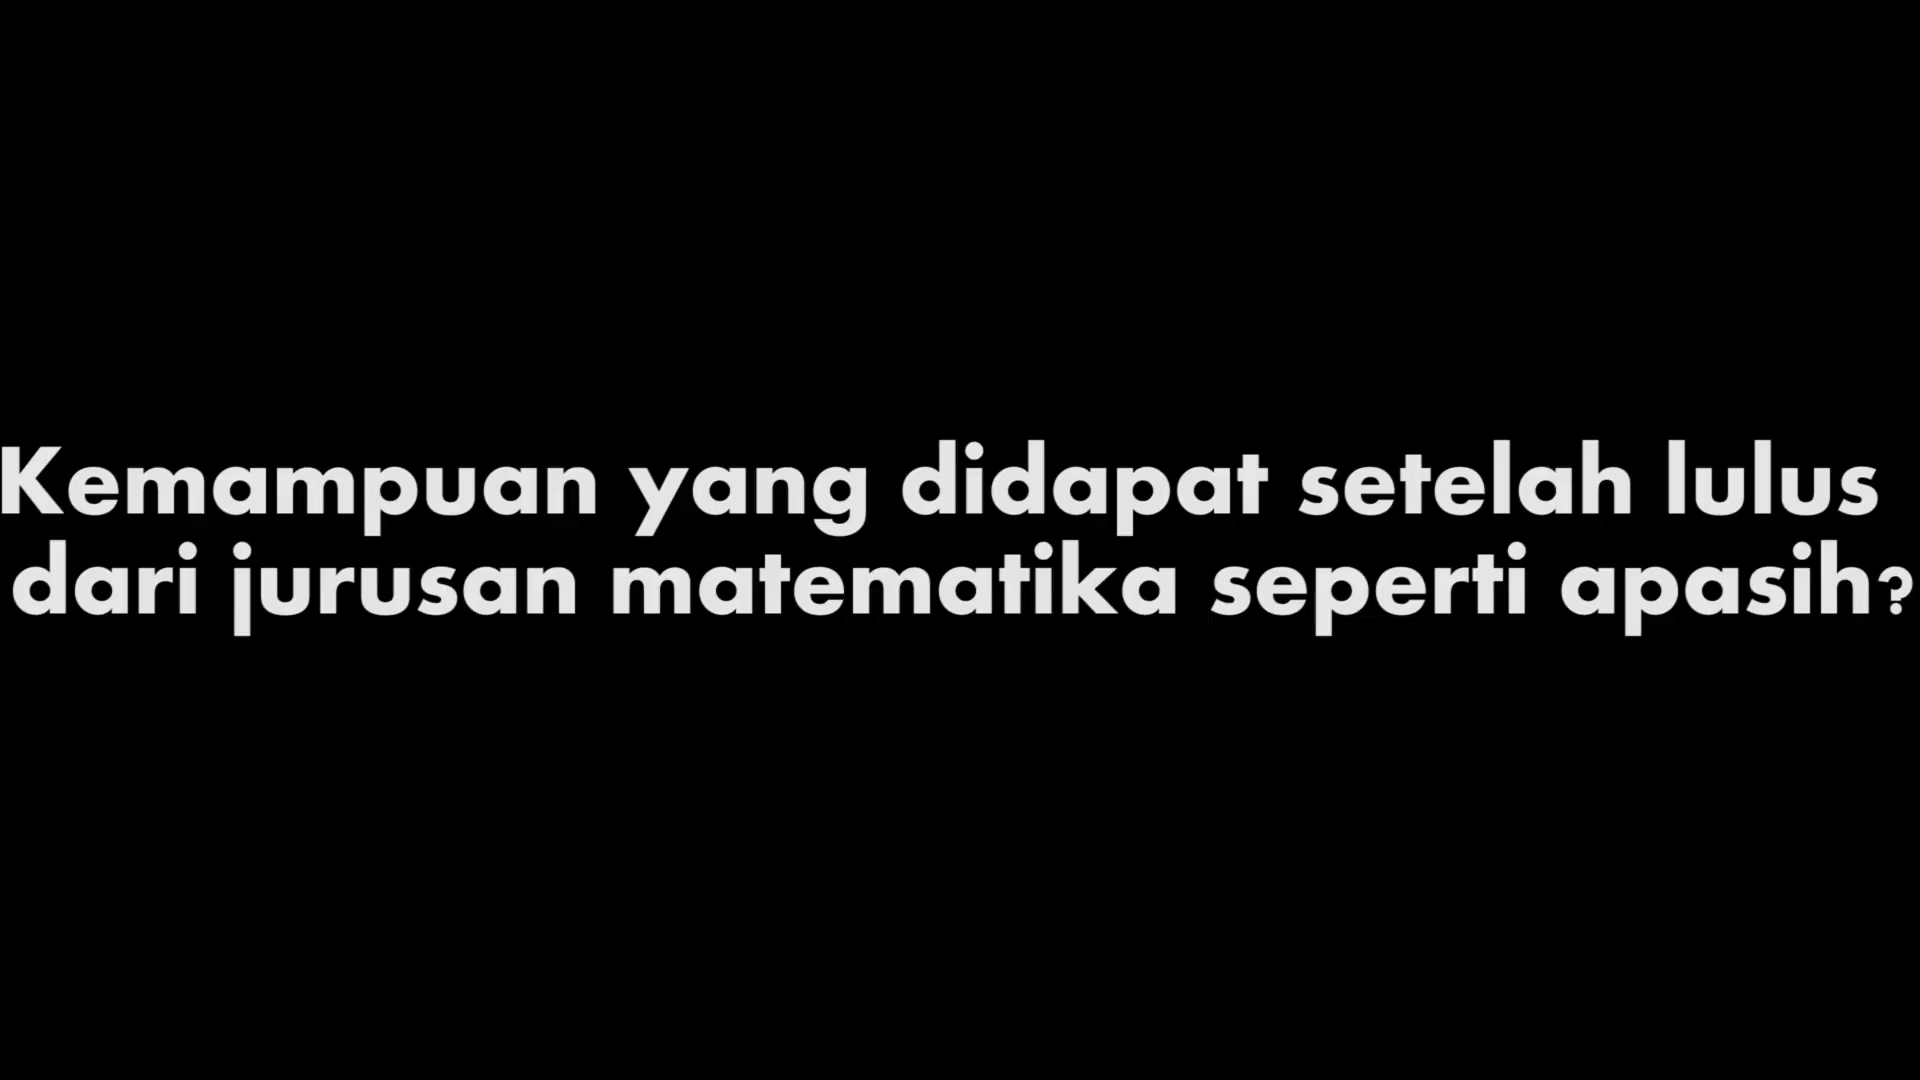 Kemampuan yang didapat setelah lulus
dari jurusan matematika seperti apasih?